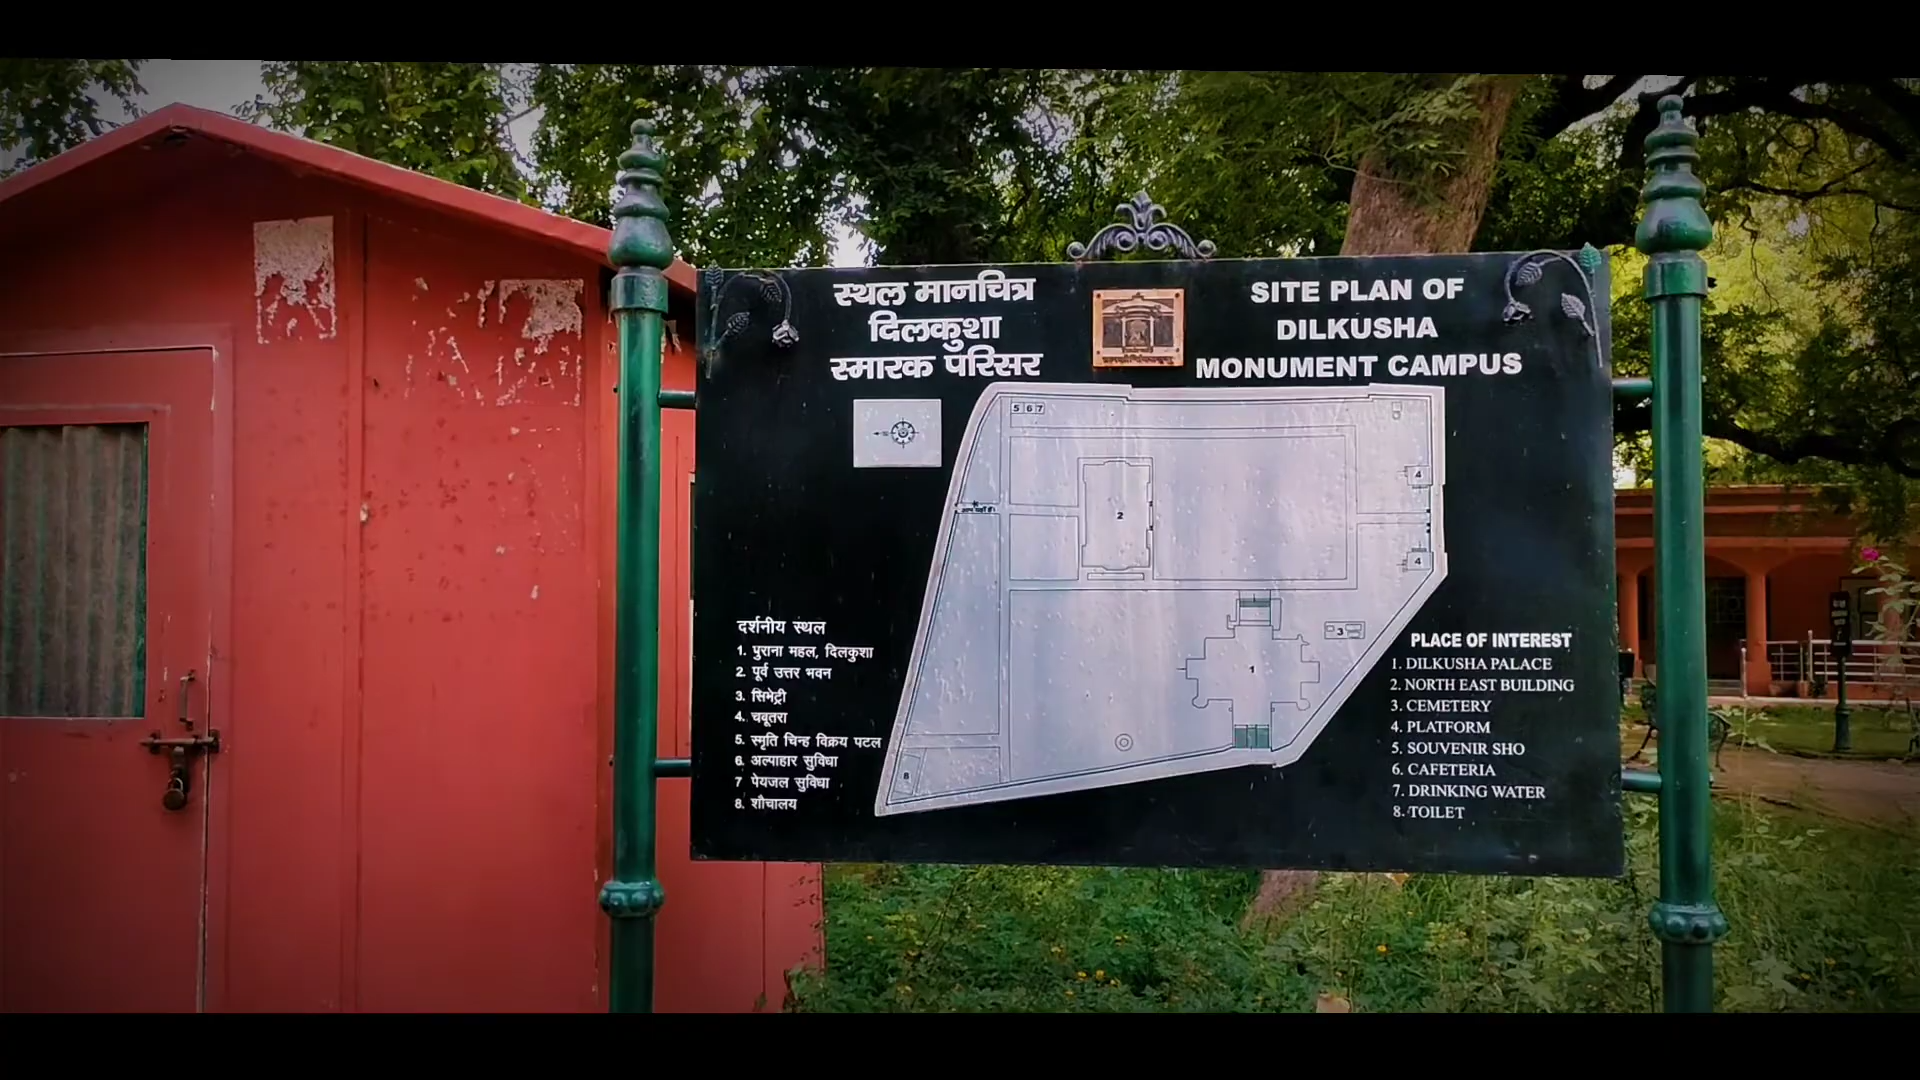 स्थल मानचित्र
दिलकुशा
स्मारक परिसर
SITE PLAN OF
DILKUSHA
MONUMENT CAMPUS
5 6 7
4
आप यहाँ हैं
2
4
3
1
8
दर्शनीय स्थल
1. पुराना महल, दिलकुशा
2. पूर्व उत्तर भवन
3. सिमेट्री
4. चबूतरा
5. स्मृति चिन्ह विक्रय पटल
6. अल्पाहार सुविधा
7 पेयजल सुविधा
8. शौचालय
PLACE OF INTEREST
1. DILKUSHA PALACE
2. NORTH EAST BUILDING
3. CEMETERY
4. PLATFORM
5. SOUVENIR SHO
6. CAFETERIA
7. DRINKING WATER
8. TOILET